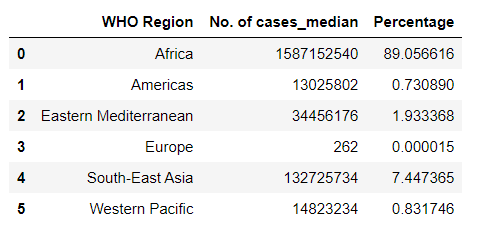 WHO Region No. of cases_median Percentage
0 Africa 1587152540 89.056616
1 Americas 13025802 0.730890
2 Eastern Mediterranean 34456176 1.933368
3 Europe 262 0.000015
4 South-East Asia 132725734 7.447365
5 Western Pacific 14823234 0.831746